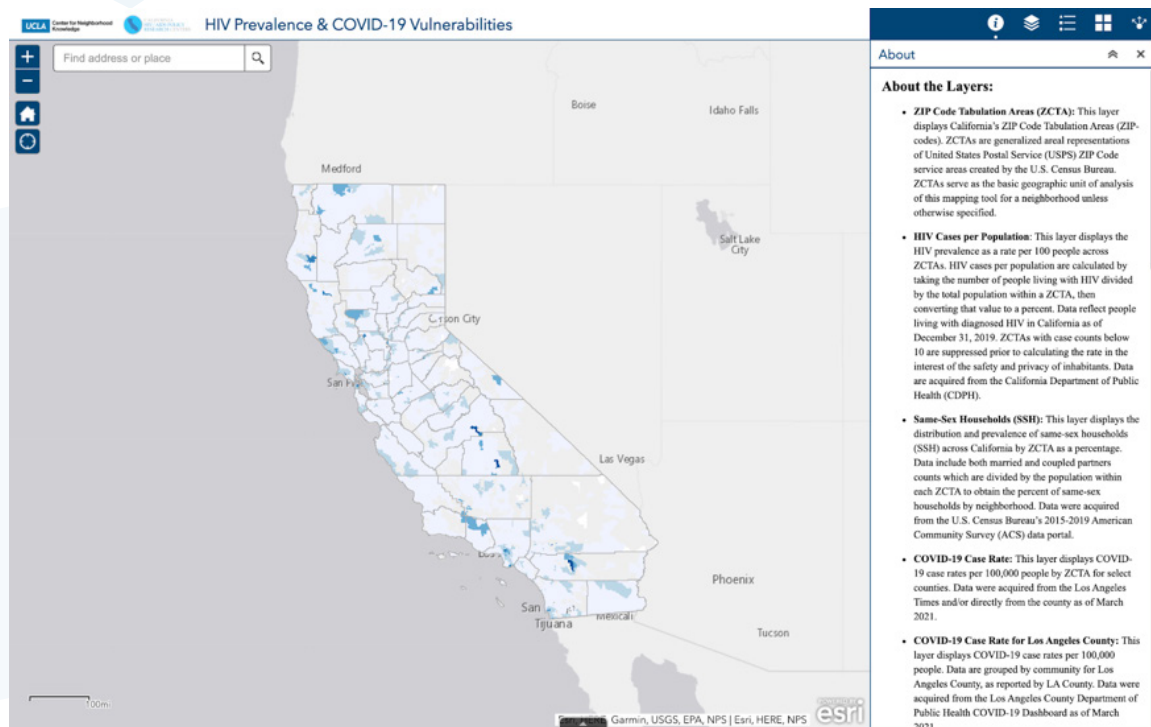 UCLA Center for Neighborhood Knowledge
HIV Prevalence & COVID-19 Vulnerabilities
Find address or place
About
About the Layers:
• ZIP Code Tabulation Areas (ZCTA): This layer
displays California's ZIP Code Tabulation Areas (ZIP-
codes). ZCTAs are generalized areal representations
of United States Postal Service (USPS) ZIP Code
service areas created by the U.S. Census Bureau.
ZCTAs serve as the basic geographic unit of analysis
of this mapping tool for a neighborhood unless
otherwise specified.
• HIV Cases per Population: This layer displays the
HIV prevalence as a rate per 100 people across
ZCTAs. HIV cases per population are calculated by
taking the number of people living with HIV divided
by the total population within a ZCTA, then
converting that value to a percent. Data reflect people
living with diagnosed HIV in California as of
December 31, 2019. ZCTAs with case counts below
10 are suppressed prior to calculating the rate in the
interest of the safety and privacy of inhabitants. Data
are acquired from the California Department of Public
Health (CDPH).
• Same-Sex Households (SSH): This layer displays the
distribution and prevalence of same-sex households
(SSH) across California by ZCTA as a percentage.
Data include both married and coupled partners
counts which are divided by the population within
each ZCTA to obtain the percent of same-sex
households by neighborhood. Data were acquired
from the U.S. Census Bureau's 2015-2019 American
Community Survey (ACS) data portal.
• COVID-19 Case Rate: This layer displays COVID-
19 case rates per 100,000 people by ZCTA for select
counties. Data were acquired from the Los Angeles
Times and/or directly from the county as of March
2021.
• COVID-19 Case Rate for Los Angeles County: This
layer displays COVID-19 case rates per 100,000
people. Data are grouped by community for Los
Angeles County, as reported by LA County. Data were
acquired from the Los Angeles County Department of
Public Health COVID-19 Dashboard as of March
2021.
Boise
Idaho Falls
Medford
Salt Lake
City
Carson City
San
Las Vegas
Los
Phoenix
San
Tijuana
Mexicali
Tucson
100mi
Esri, HERE, Garmin, USGS, EPA, NPS | Esri, HERE, NPS
POWERED BY
esri